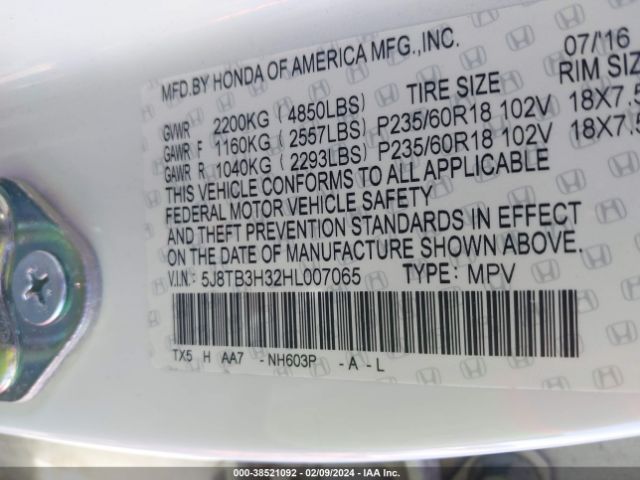 MFD.BY HONDA OF AMERICA MFG.,INC. 07/'16
TIRE SIZE RIM SIZ
GVWR 2200KG (4850LBS)
GAWR F 1160KG (2557LBS) P235/60R18 102V 18X7.5
GAWR R 1040KG (2293LBS) P235/60R18 102V 18X7.5
THIS VEHICLE CONFORMS TO ALL APPLICABLE
FEDERAL MOTOR VEHICLE SAFETY
AND THEFT PREVENTION STANDARDS IN EFFECT
ON THE DATE OF MANUFACTURE SHOWN ABOVE.
V.I.N.: 5J8TB3H32HL007065 TYPE: MPV
TX5 H AA7 -NH603P -A -L
000-38521092 - 02/09/2024 - IAA Inc.